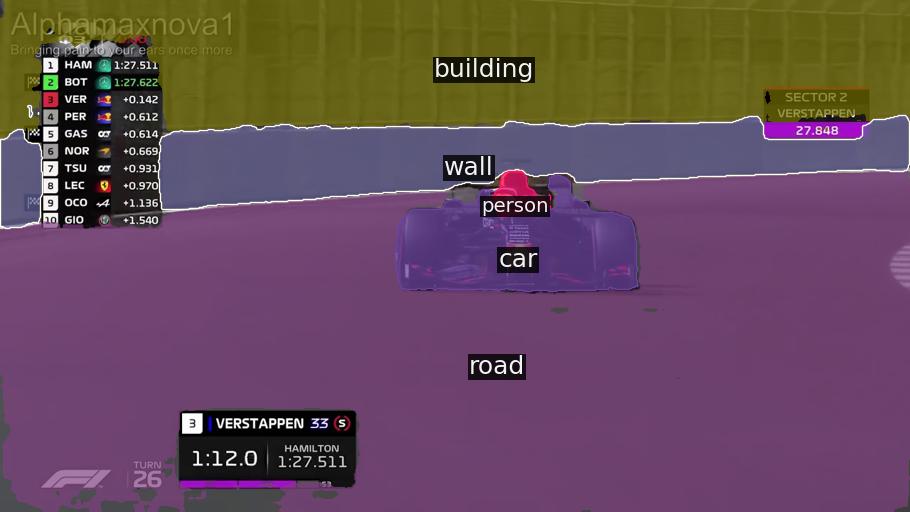 Alphamaxnova1
Bringing pain to your ears once more
1 HAM 1:27.511
2 BOT 1:27.622
3 VER +0.142
4 PER +0.612
5 GAS +0.614
6 NOR +0.669
7 TSU +0.931
8 LEC +0.970
9 OCO +1.136
10 GIO +1.540
building
SECTOR 2
VERSTAPPEN
27.848
wall
person
car
road
3 VERSTAPPEN 33 S
1:12.0
HAMILTON
1:27.511
S3
F1
TURN
26